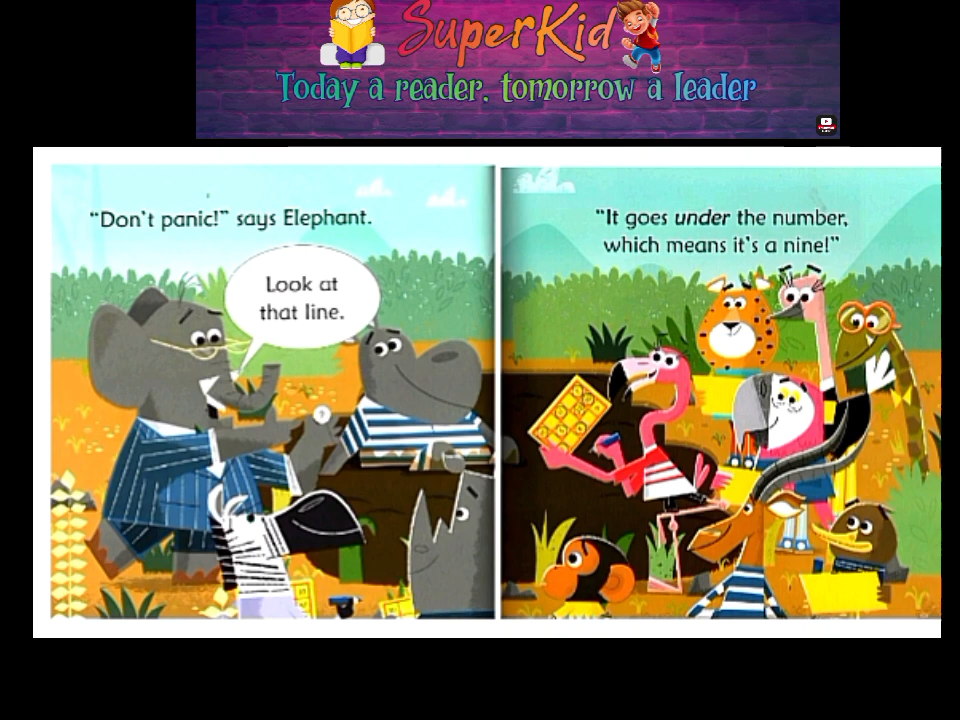 SuperKid
Today a reader, tomorrow a leader
“Don't panic!” says Elephant.
Look at
that line.
“It goes under the number,
which means it's a nine!”